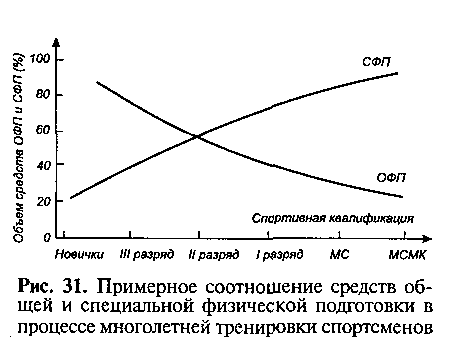 Объем средств ОФП и СФП (%)
100
80
60
40
20
0
СФП
ОФП
Спортивная квалификация
Новички III разряд II разряд I разряд МС МСМК
Рис. 31. Примерное соотношение средств об-
щей и специальной физической подготовки в
процессе многолетней тренировки спортсменов